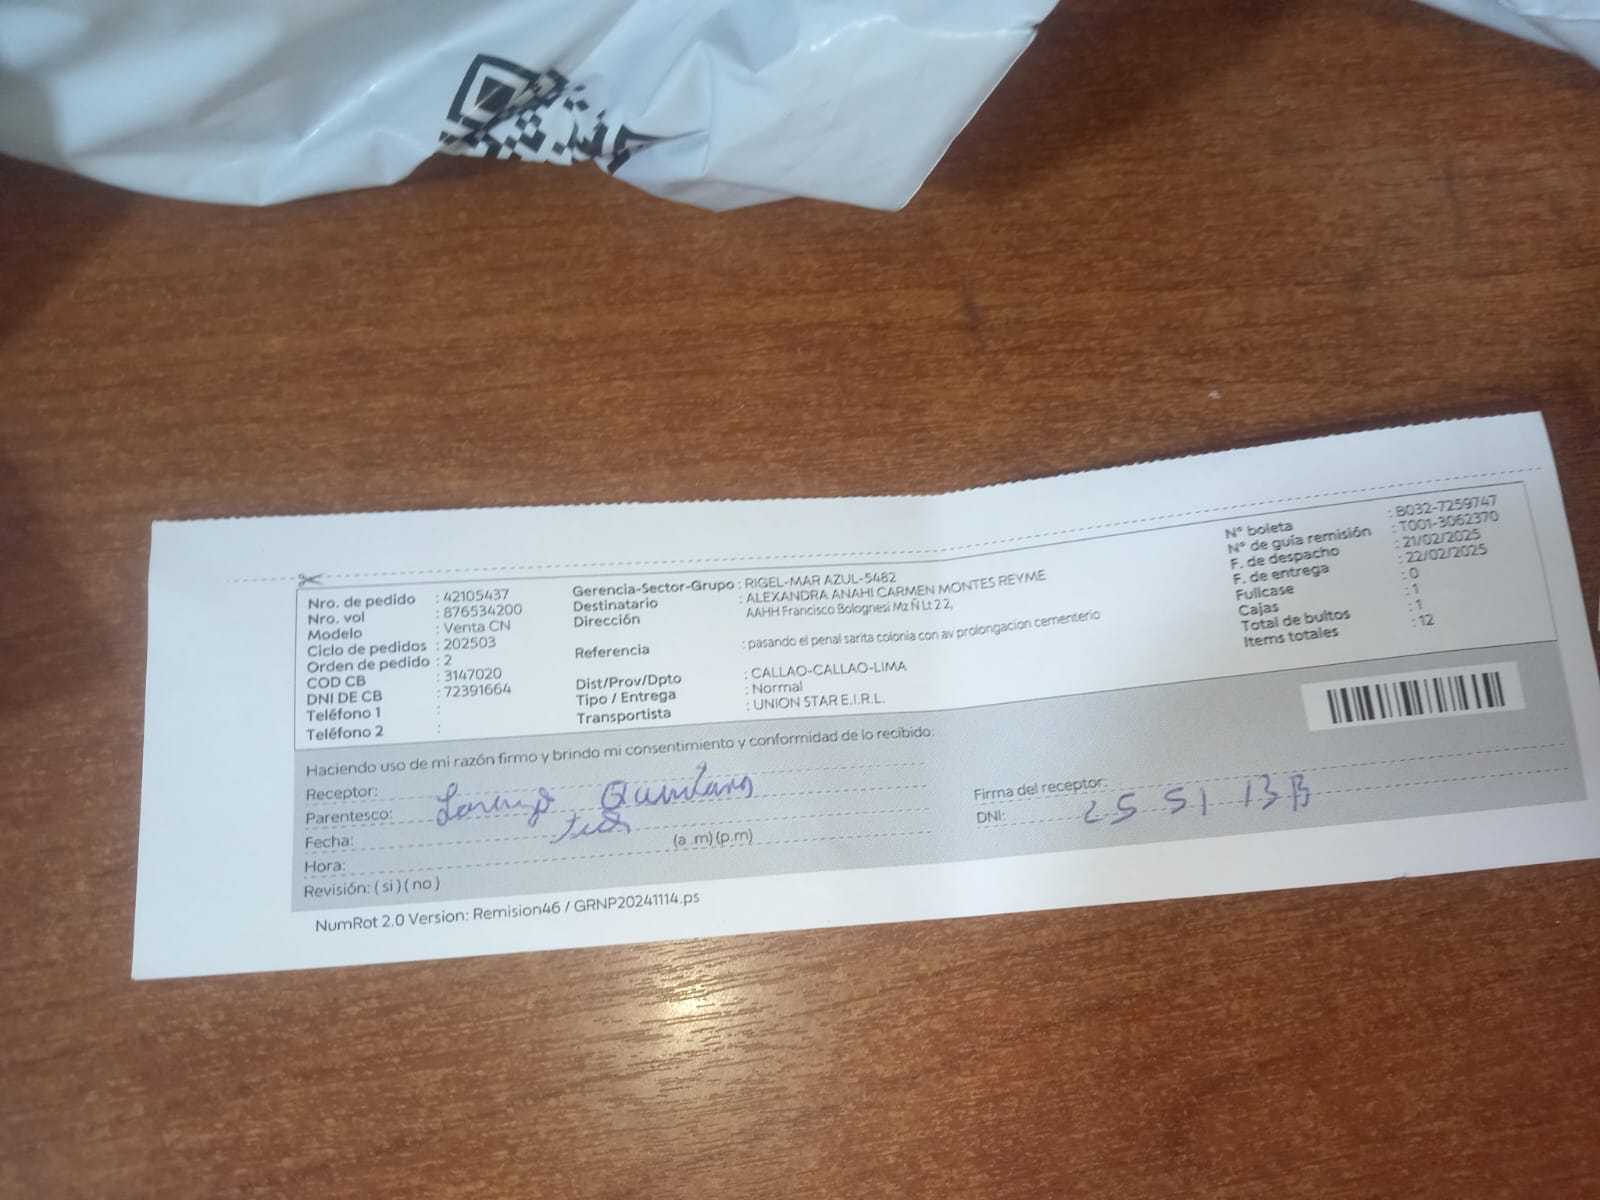 Nro. de pedido : 42105437
Nro. vol : 876534200
Modelo : Venta CN
Ciclo de pedidos : 202503
Orden de pedido : 2
COD CB : 3147020
DNI DE CB : 72391664
Teléfono 1 :
Teléfono 2 :
Gerencia-Sector-Grupo : RIGEL-MAR AZUL-5482
Destinatario : ALEXANDRA ANAHI CARMEN MONTES REYME
Dirección AAHH Francisco Bolognesi Mz Ñ Lt 2 2,
Referencia : pasando el penal sarita colonia con av prolongacion cementerio
Dist/Prov/Dpto : CALLAO-CALLAO-LIMA
Tipo / Entrega : Normal
Transportista : UNION STAR E.I.R.L.
N° boleta : B032-7259747
N° de guía remisión : T001-3062370
F. de despacho : 21/02/2025
F. de entrega : 22/02/2025
Fullcase : 0
Cajas : 1
Total de bultos : 1
Items totales : 12
Haciendo uso de mi razón firmo y brindo mi consentimiento y conformidad de lo recibido:
Receptor:
Parentesco:
Fecha:
Hora: (a .m) (p.m)
Revisión: ( si ) ( no )
Firma del receptor:
DNI: 25 51 13
NumRot 2.0 Version: Remision46 / GRNP20241114.ps